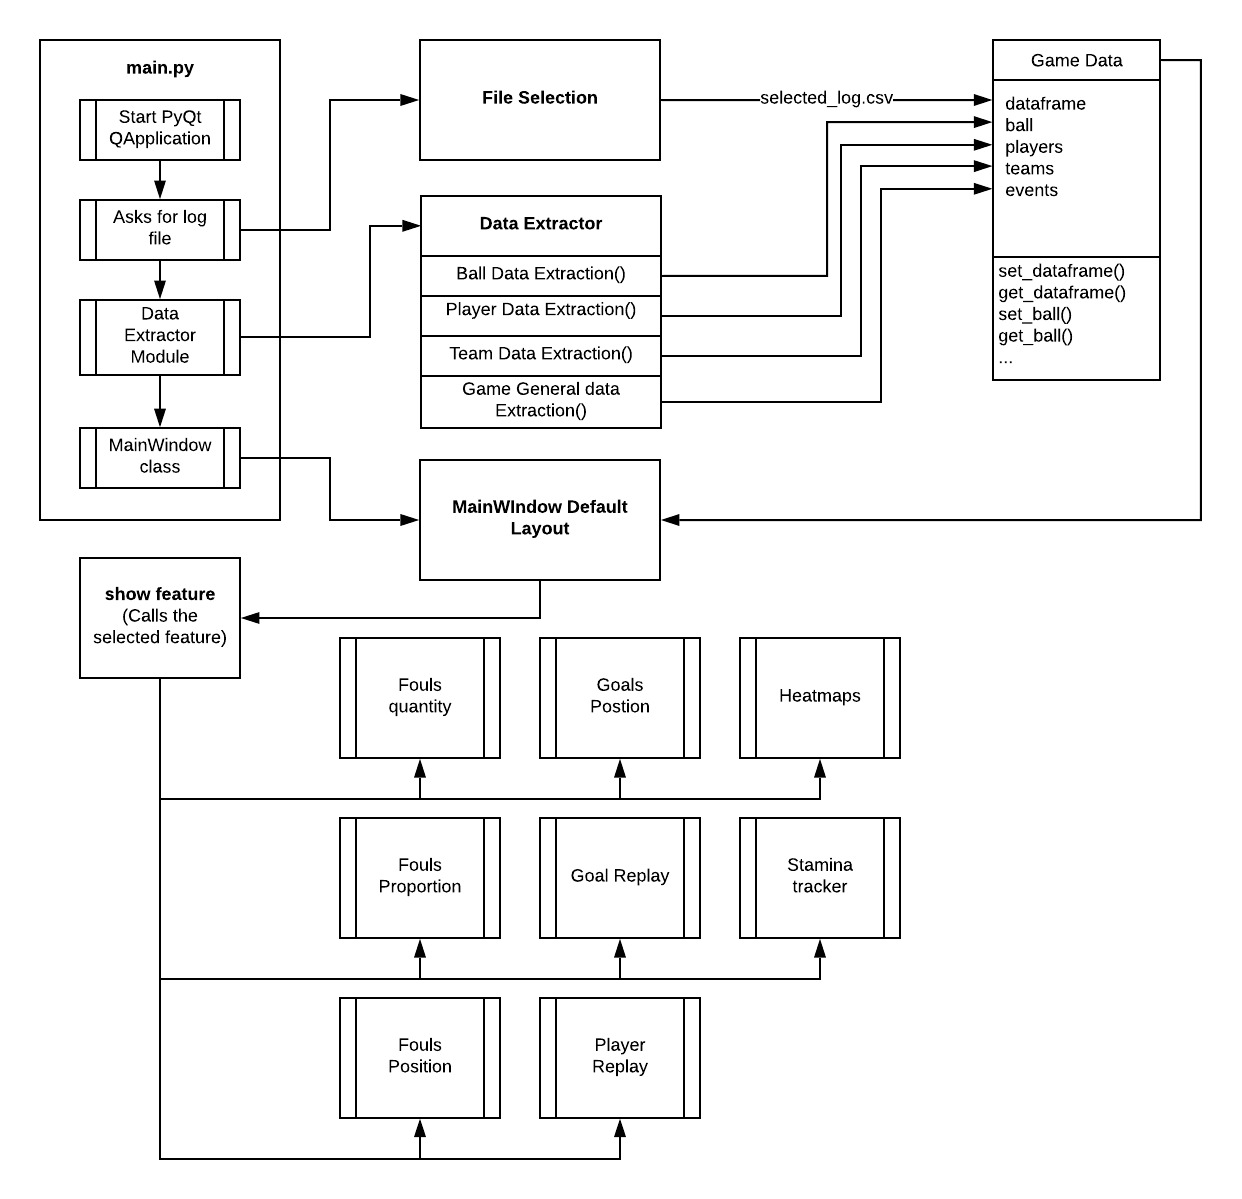 main.py
Start PyQt
QApplication
Asks for log
file
Data
Extractor
Module
MainWindow
class
File Selection
selected_log.csv
Data Extractor
Ball Data Extraction()
Player Data Extraction()
Team Data Extraction()
Game General data
Extraction()
Game Data
dataframe
ball
players
teams
events
set_dataframe()
get_dataframe()
set_ball()
get_ball()
...
MainWIndow Default
Layout
show feature
(Calls the
selected feature)
Fouls
quantity
Goals
Postion
Heatmaps
Fouls
Proportion
Goal Replay
Stamina
tracker
Fouls
Position
Player
Replay